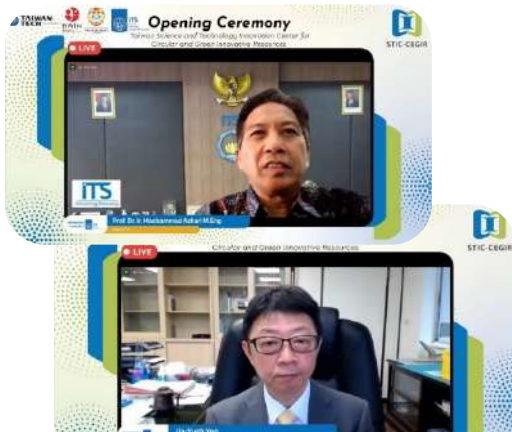 TAIWAN
TECH
ITS
Opening Ceremony
Taiwan Science and Technology Innovation Center for
Circular and Green Innovative Resources
STIC-CEGIR
LIVE
ITS
Prof. Dr. Ir. Mochammad Ashari M.Eng
STIC-CEGIR
Circular and Green Innovative Resources
LIVE